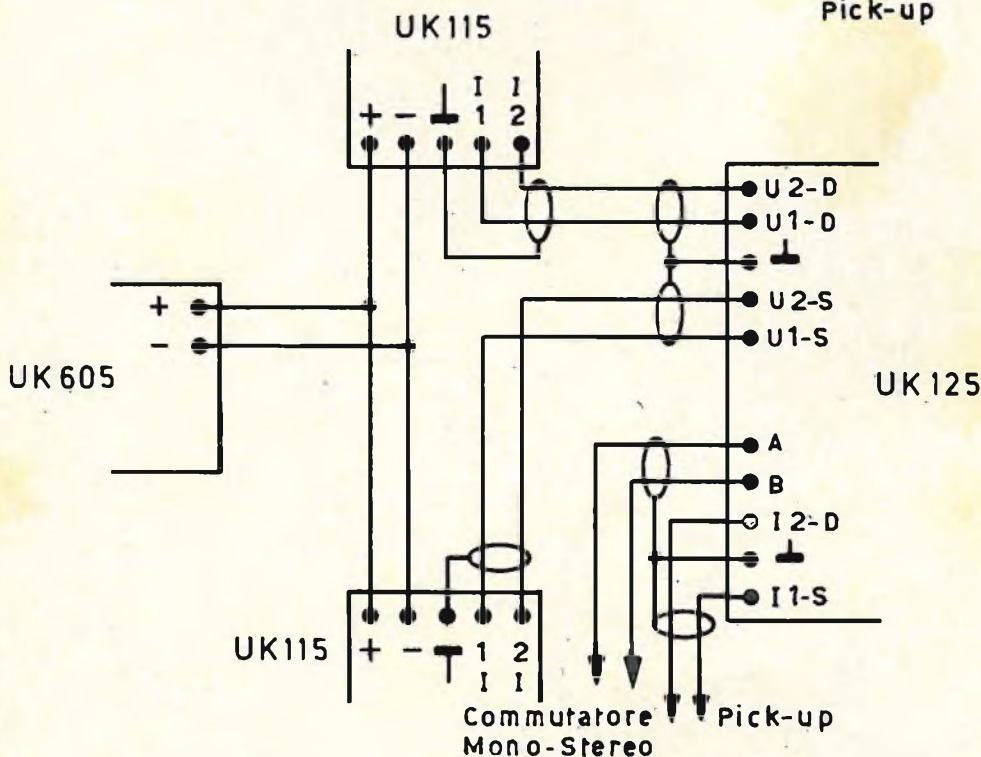 Pick-up
UK115
I I
+ - 1 2
U2-D
U1-D
+
U2-S
-
U1-S
UK605
UK125
A
B
I2-D
I1-S
UK115
+ - 1 2
I I
Commutatore Pick-up
Mono-Stereo